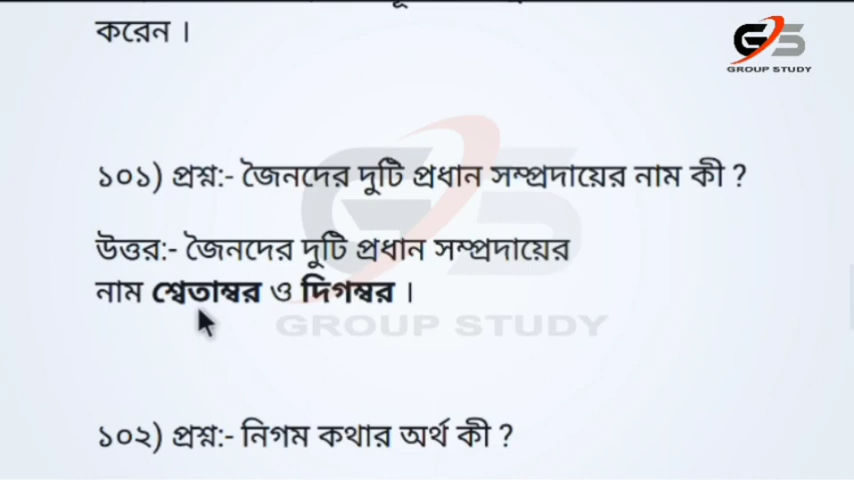 করেন ।
GS
GROUP STUDY
১০১) প্রশ্ন:- জৈনদের দুটি প্রধান সম্প্রদায়ের নাম কী ?
উত্তর:- জৈনদের দুটি প্রধান সম্প্রদায়ের
নাম শ্বেতাম্বর ও দিগম্বর ।
GROUP STUDY
১০২) প্রশ্ন:- নিগম কথার অর্থ কী ?